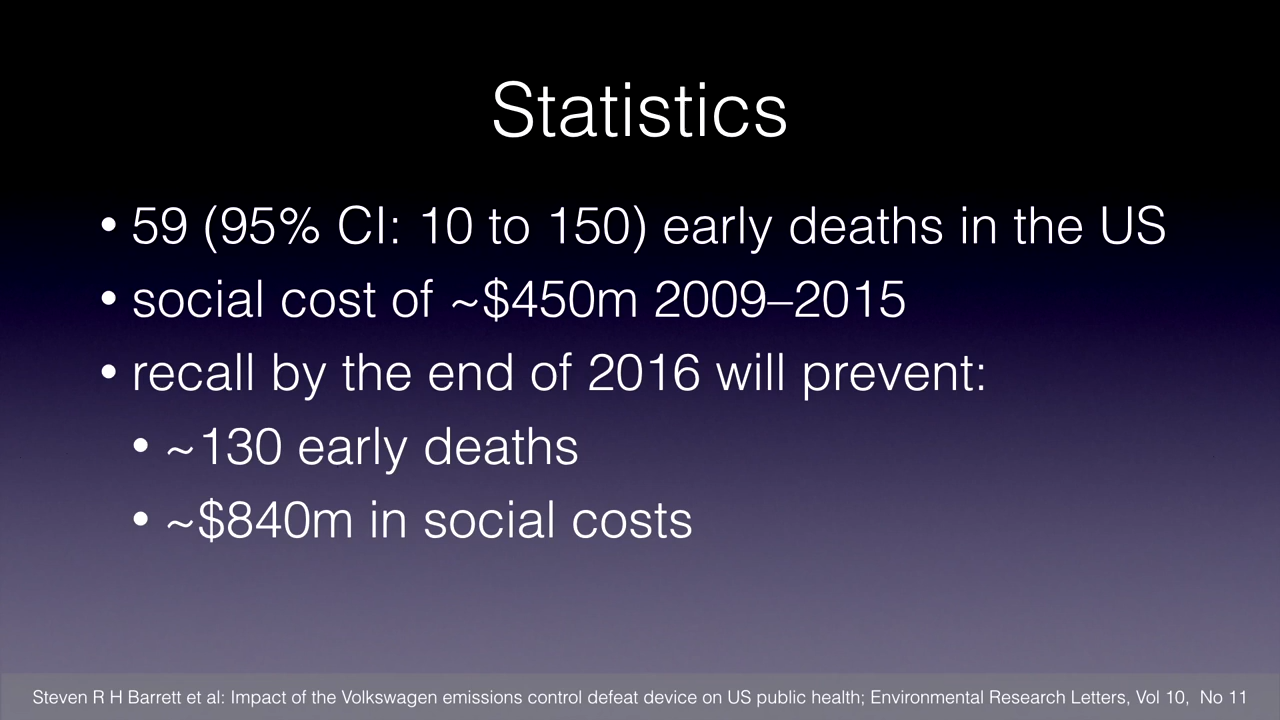 Statistics
• 59 (95% CI: 10 to 150) early deaths in the US
• social cost of ~$450m 2009–2015
• recall by the end of 2016 will prevent:
• ~130 early deaths
• ~$840m in social costs
Steven R H Barrett et al: Impact of the Volkswagen emissions control defeat device on US public health; Environmental Research Letters, Vol 10, No 11